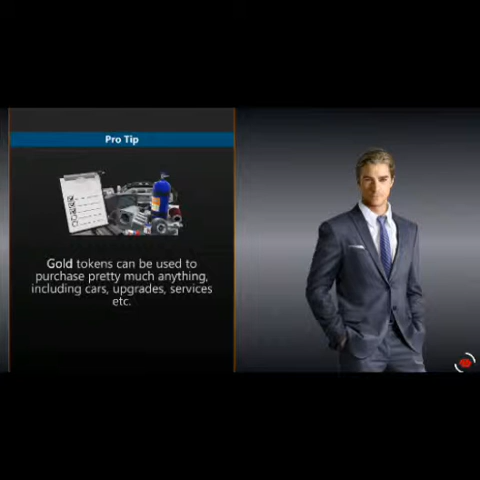 Pro Tip
Gold tokens can be used to
purchase pretty much anything,
including cars, upgrades, services
etc.